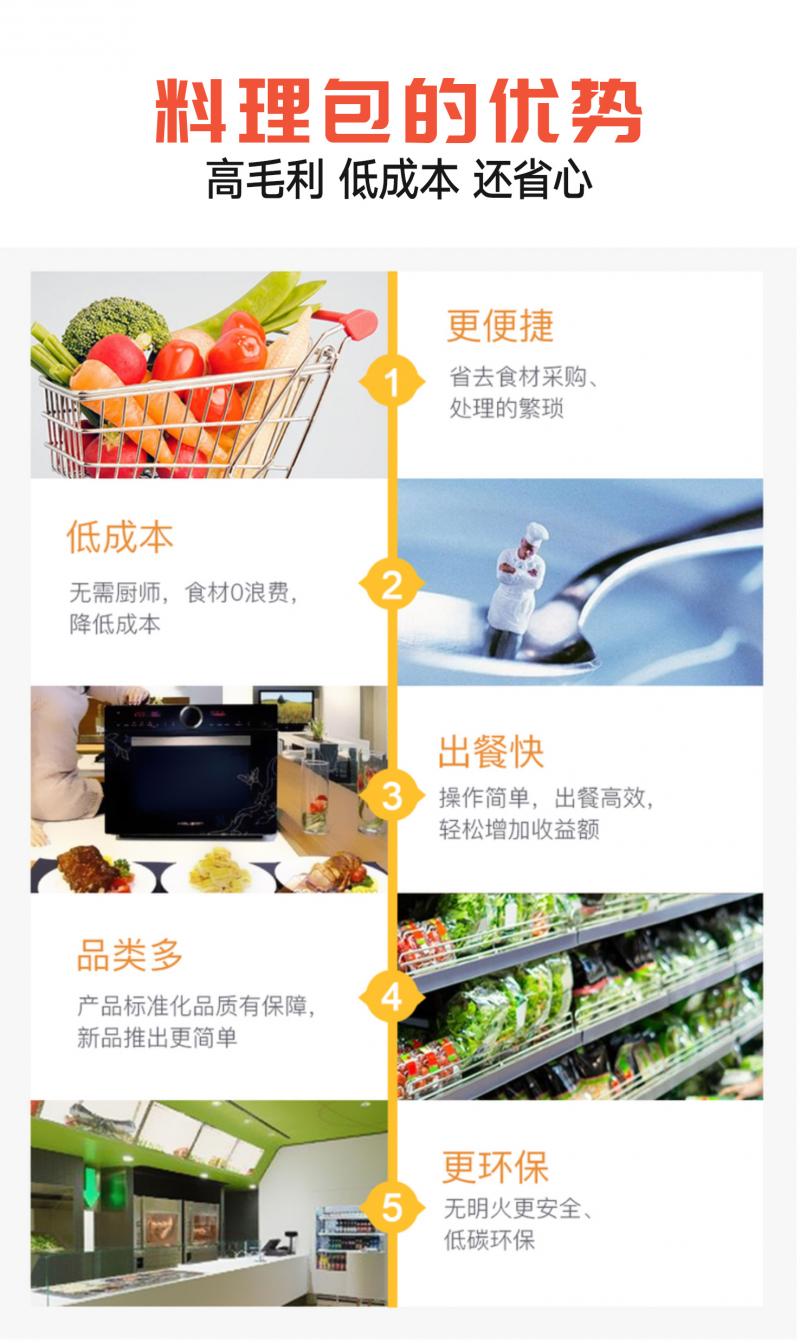 料理包的优势
高毛利 低成本 还省心
1
更便捷
省去食材采购、
处理的繁琐
低成本
无需厨师，食材0浪费，
降低成本
2
3
出餐快
操作简单，出餐高效，
轻松增加收益额
品类多
产品标准化品质有保障，
新品推出更简单
4
5
更环保
无明火更安全、
低碳环保